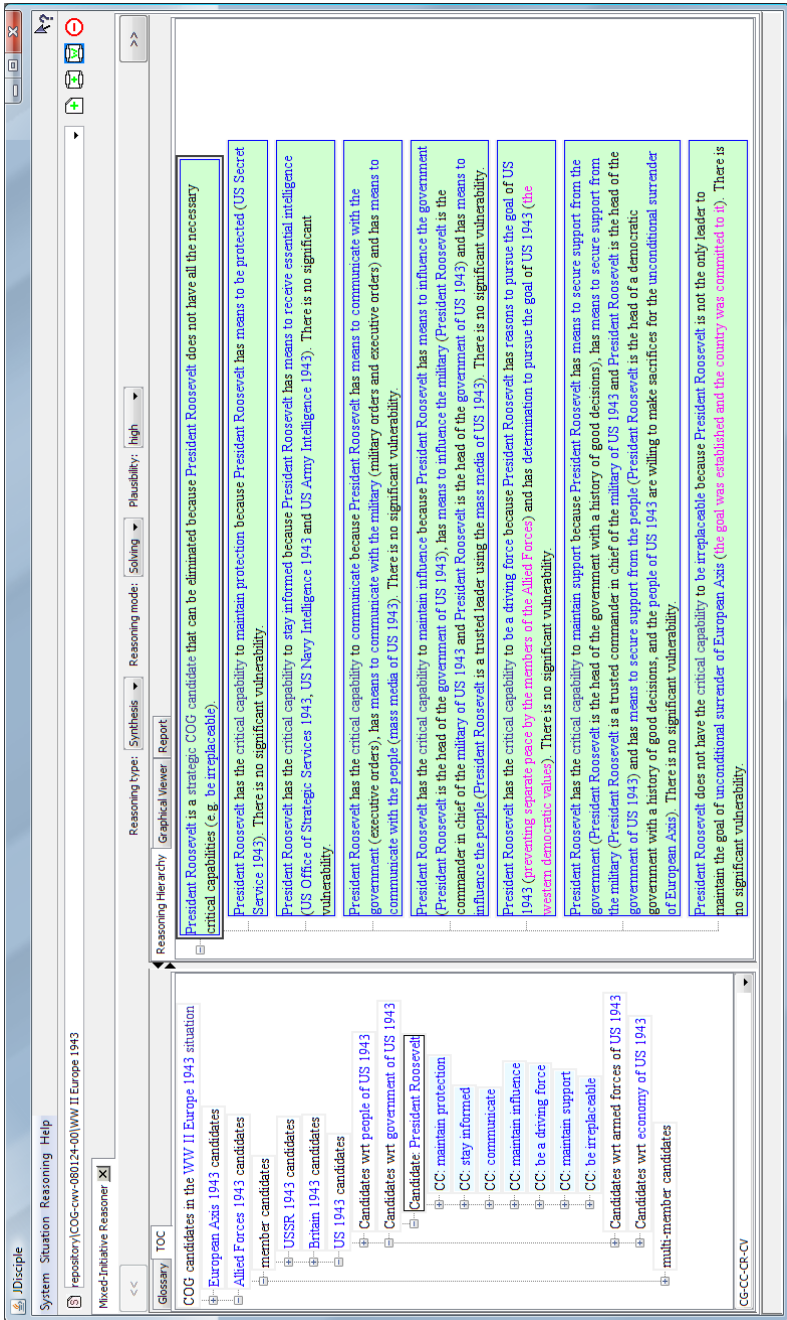 JDisciple
System Situation Reasoning Help
repository\COG-cwv-080124-00\WW II Europe 1943
Mixed-Initiative Reasoner
<<
Reasoning type: Synthesis Reasoning mode: Solving Plausibility: high
>>
Glossary TOC
COG candidates in the WW II Europe 1943 situation
European Axis 1943 candidates
Allied Forces 1943 candidates
member candidates
USSR 1943 candidates
Britain 1943 candidates
US 1943 candidates
Candidates wrt people of US 1943
Candidates wrt government of US 1943
Candidate: President Roosevelt
CC: maintain protection
CC: stay informed
CC: communicate
CC: maintain influence
CC: be a driving force
CC: maintain support
CC: be irreplaceable
Candidates wrt armed forces of US 1943
Candidates wrt economy of US 1943
multi-member candidates
CG-CC-CR-CV
Reasoning Hierarchy Graphical Viewer Report
President Roosevelt is a strategic COG candidate that can be eliminated because President Roosevelt does not have all the necessary
critical capabilities (e.g. be irreplaceable).
President Roosevelt has the critical capability to maintain protection because President Roosevelt has means to be protected (US Secret
Service 1943). There is no significant vulnerability.
President Roosevelt has the critical capability to stay informed because President Roosevelt has means to receive essential intelligence
(US Office of Strategic Services 1943, US Navy Intelligence 1943 and US Army Intelligence 1943). There is no significant
vulnerability.
President Roosevelt has the critical capability to communicate because President Roosevelt has means to communicate with the
government (executive orders), has means to communicate with the military (military orders and executive orders) and has means to
communicate with the people (mass media of US 1943). There is no significant vulnerability.
President Roosevelt has the critical capability to maintain influence because President Roosevelt has means to influence the government
(President Roosevelt is the head of the government of US 1943), has means to influence the military (President Roosevelt is the
commander in chief of the military of US 1943 and President Roosevelt is the head of the government of US 1943) and has means to
influence the people (President Roosevelt is a trusted leader using the mass media of US 1943). There is no significant vulnerability.
President Roosevelt has the critical capability to be a driving force because President Roosevelt has reasons to pursue the goal of US
1943 (preventing separate peace by the members of the Allied Forces) and has determination to pursue the goal of US 1943 (the
western democratic values). There is no significant vulnerability.
President Roosevelt has the critical capability to maintain support because President Roosevelt has means to secure support from the
government (President Roosevelt is the head of the government with a history of good decisions), has means to secure support from
the military (President Roosevelt is a trusted commander in chief of the military of US 1943 and President Roosevelt is the head of the
government of US 1943) and has means to secure support from the people (President Roosevelt is the head of a democratic
government with a history of good decisions, and the people of US 1943 are willing to make sacrifices for the unconditional surrender
of European Axis). There is no significant vulnerability.
President Roosevelt does not have the critical capability to be irreplaceable because President Roosevelt is not the only leader to
maintain the goal of unconditional surrender of European Axis (the goal was established and the country was committed to it). There is
no significant vulnerability.